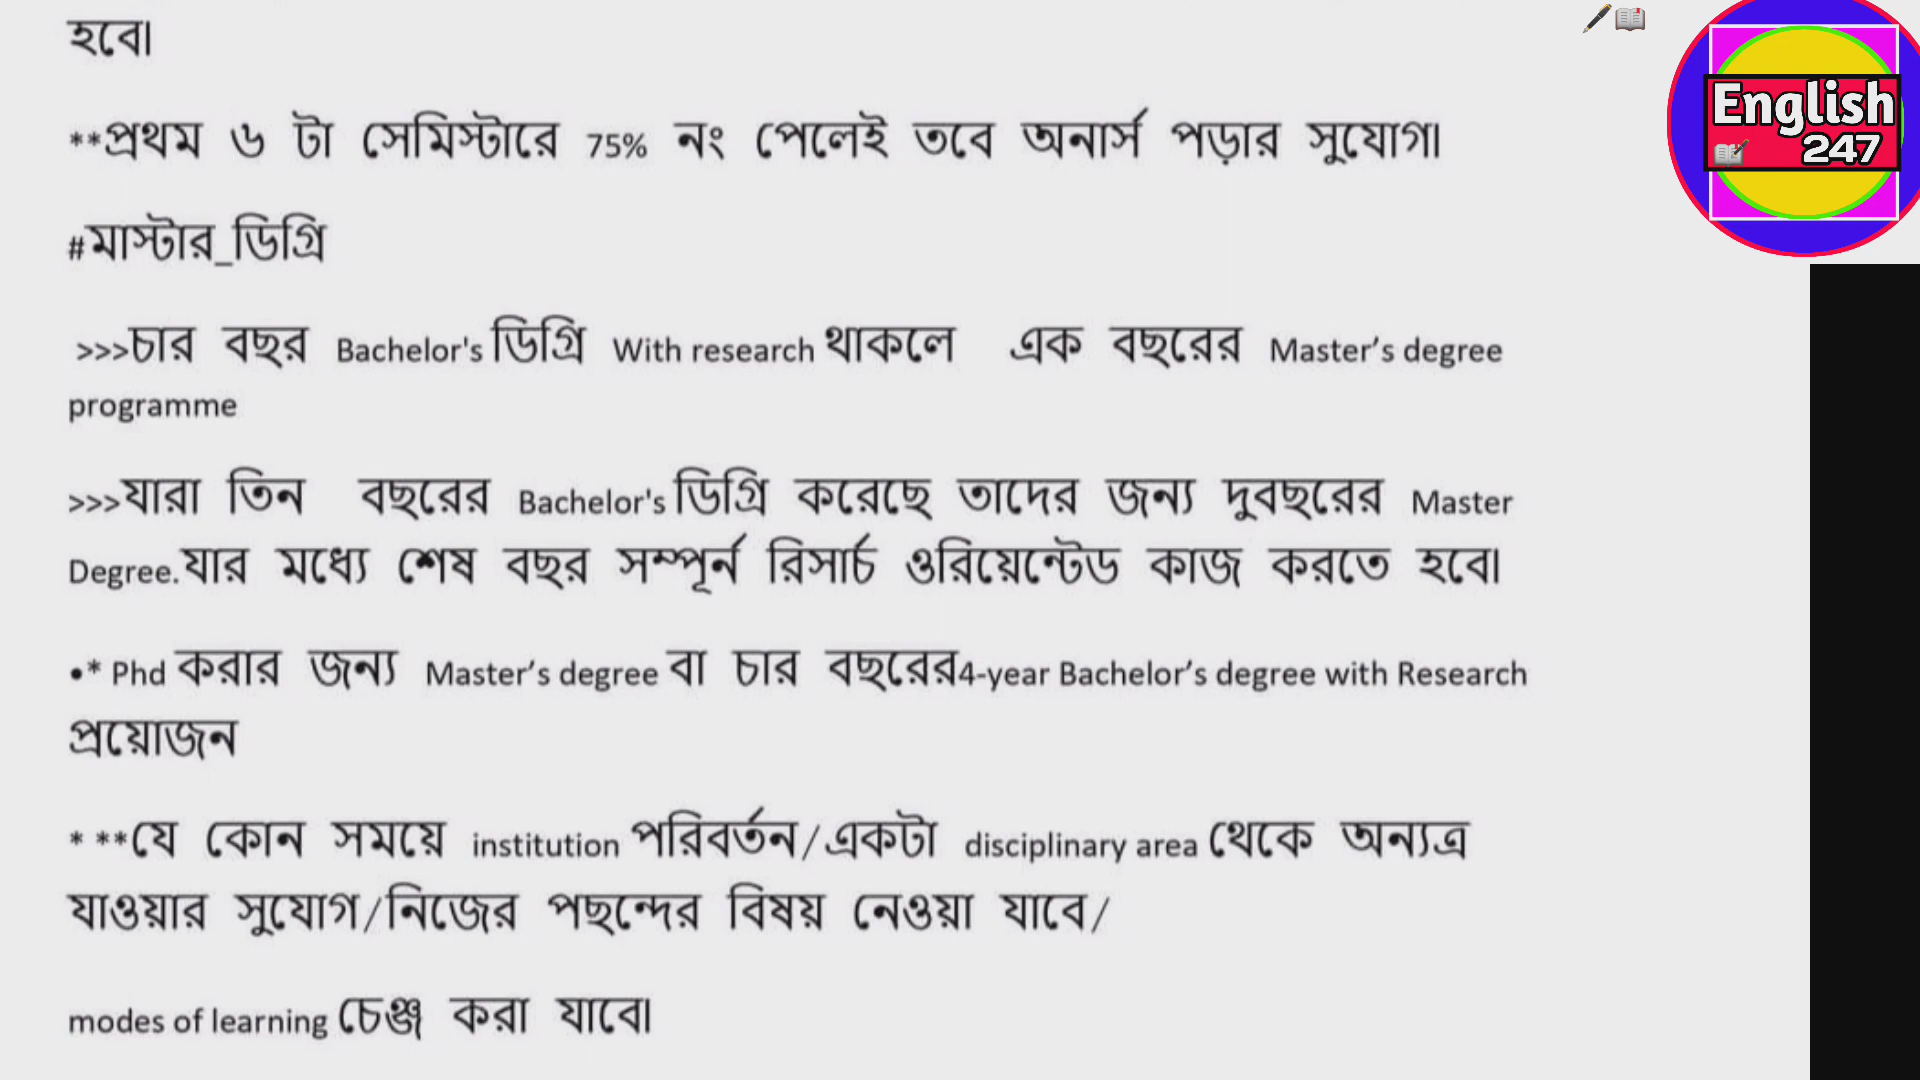 হবে।
**প্রথম ৬ টা সেমিস্টারে 75% নং পেলেই তবে অনার্স পড়ার সুযোগ।
#মাস্টার_ডিগ্রি
>>>চার বছর Bachelor's ডিগ্রি With research থাকলে এক বছরের Master’s degree
programme
>>>যারা তিন বছরের Bachelor's ডিগ্রি করেছে তাদের জন্য দুবছরের Master
Degree.যার মধ্যে শেষ বছর সম্পূর্ন রিসার্চ ওরিয়েন্টেড কাজ করতে হবে।
•* Phd করার জন্য Master’s degree বা চার বছরের4-year Bachelor’s degree with Research
প্রয়োজন
* **যে কোন সময়ে institution পরিবর্তন/একটা disciplinary area থেকে অন্যত্র
যাওয়ার সুযোগ/নিজের পছন্দের বিষয় নেওয়া যাবে/
modes of learning চেঞ্জ করা যাবে।
English
247